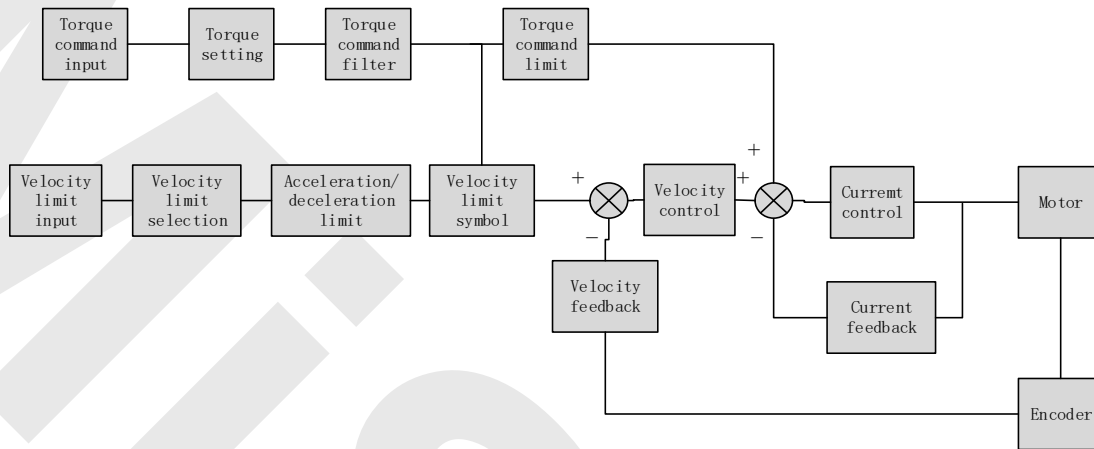 Torque
command
input
Torque
setting
Torque
command
filter
Torque
command
limit
Velocity
limit
input
Velocity
limit
selection
Acceleration/
deceleration
limit
Velocity
limit
symbol
+
−
Velocity
control
+
+
−
Curremt
control
Motor
Velocity
feedback
Current
feedback
Encoder